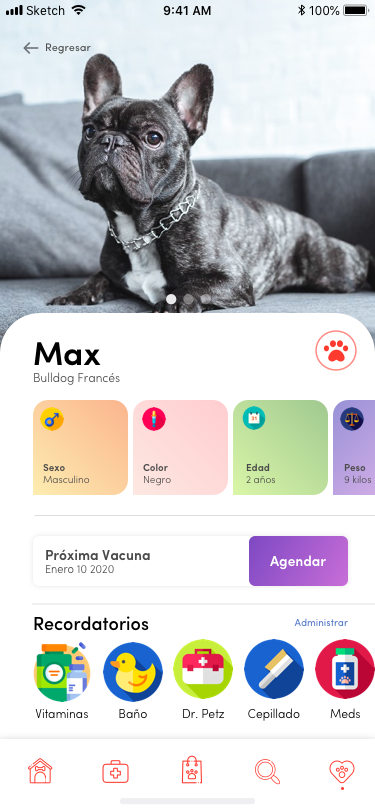 Sketch 9:41 AM 100%
Regresar
Max
Bulldog Francés
Sexo
Masculino
Color
Negro
31
Edad
2 años
Peso
9 kilos
Próxima Vacuna
Enero 10 2020
Agendar
Recordatorios Administrar
Vitaminas Baño Dr. Petz Cepillado Meds